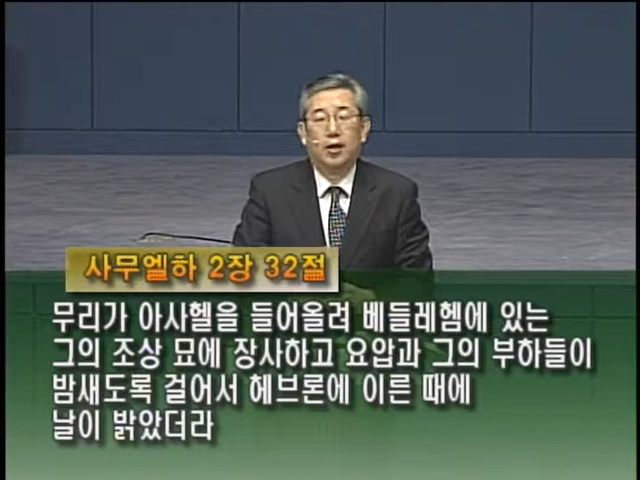 사무엘하 2장 32절
무리가 아사헬을 들어올려 베들레헴에 있는
그의 조상 묘에 장사하고 요압과 그의 부하들이
밤새도록 걸어서 헤브론에 이른 때에
날이 밝았더라